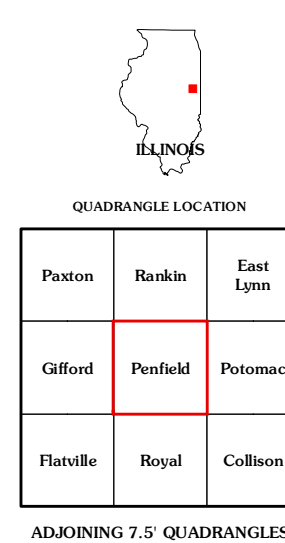 ILLINOIS
QUADRANGLE LOCATION
Paxton Rankin East Lynn
Gifford Penfield Potomac
Flatville Royal Collison
ADJOINING 7.5' QUADRANGLES